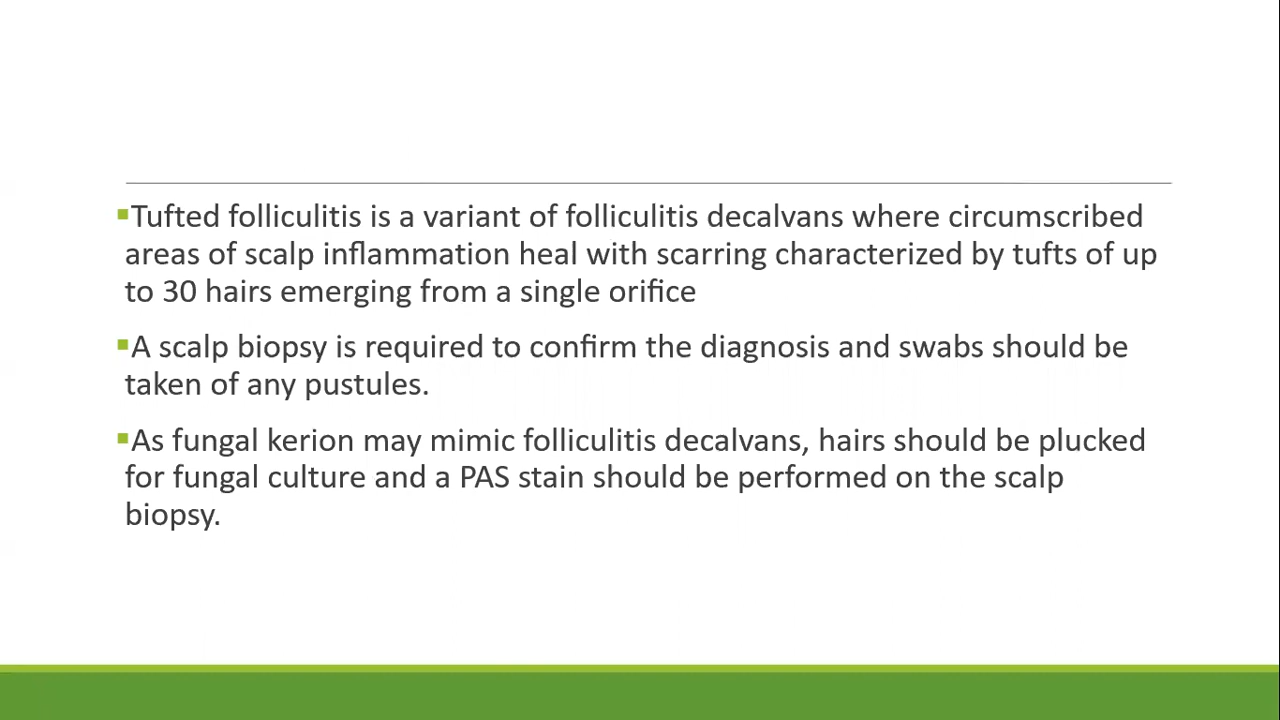 ▪Tufted folliculitis is a variant of folliculitis decalvans where circumscribed
areas of scalp inflammation heal with scarring characterized by tufts of up
to 30 hairs emerging from a single orifice
▪A scalp biopsy is required to confirm the diagnosis and swabs should be
taken of any pustules.
▪As fungal kerion may mimic folliculitis decalvans, hairs should be plucked
for fungal culture and a PAS stain should be performed on the scalp
biopsy.